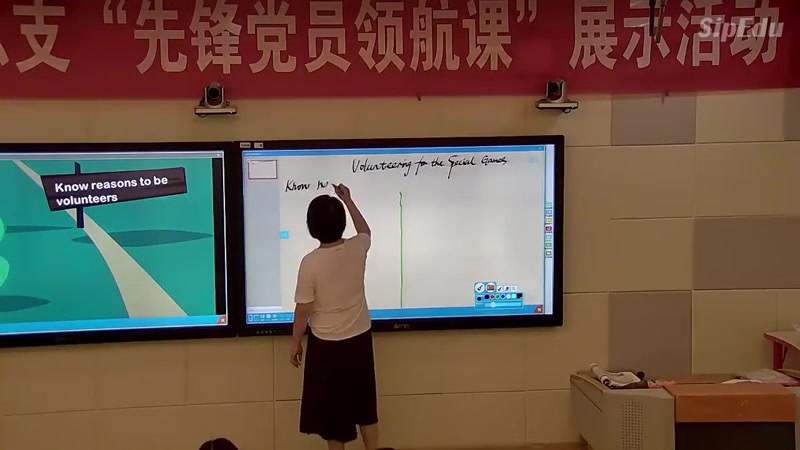 支“先锋党员领航课”展示活动
SipEdu
Know reasons to be
volunteers
Volunteering for the Special Games
Know